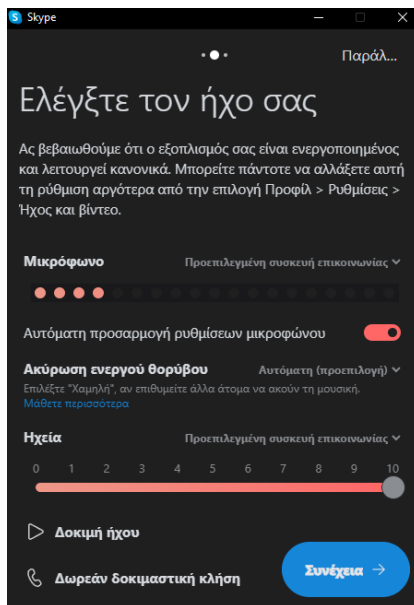 Skype
Παράλ...
Ελέγξτε τον ήχο σας
Ας βεβαιωθούμε ότι ο εξοπλισμός σας είναι ενεργοποιημένος
και λειτουργεί κανονικά. Μπορείτε πάντοτε να αλλάξετε αυτή
τη ρύθμιση αργότερα από την επιλογή Προφίλ > Ρυθμίσεις >
Ήχος και βίντεο.
Μικρόφωνο Προεπιλεγμένη συσκευή επικοινωνίας
Αυτόματη προσαρμογή ρυθμίσεων μικροφώνου
Ακύρωση ενεργού θορύβου Αυτόματη (προεπιλογή)
Επιλέξτε "Χαμηλή", αν επιθυμείτε άλλα άτομα να ακούν τη μουσική.
Μάθετε περισσότερα
Ηχεία Προεπιλεγμένη συσκευή επικοινωνίας
0 1 2 3 4 5 6 7 8 9 10
Δοκιμή ήχου
Συνέχεια →
Δωρεάν δοκιμαστική κλήση